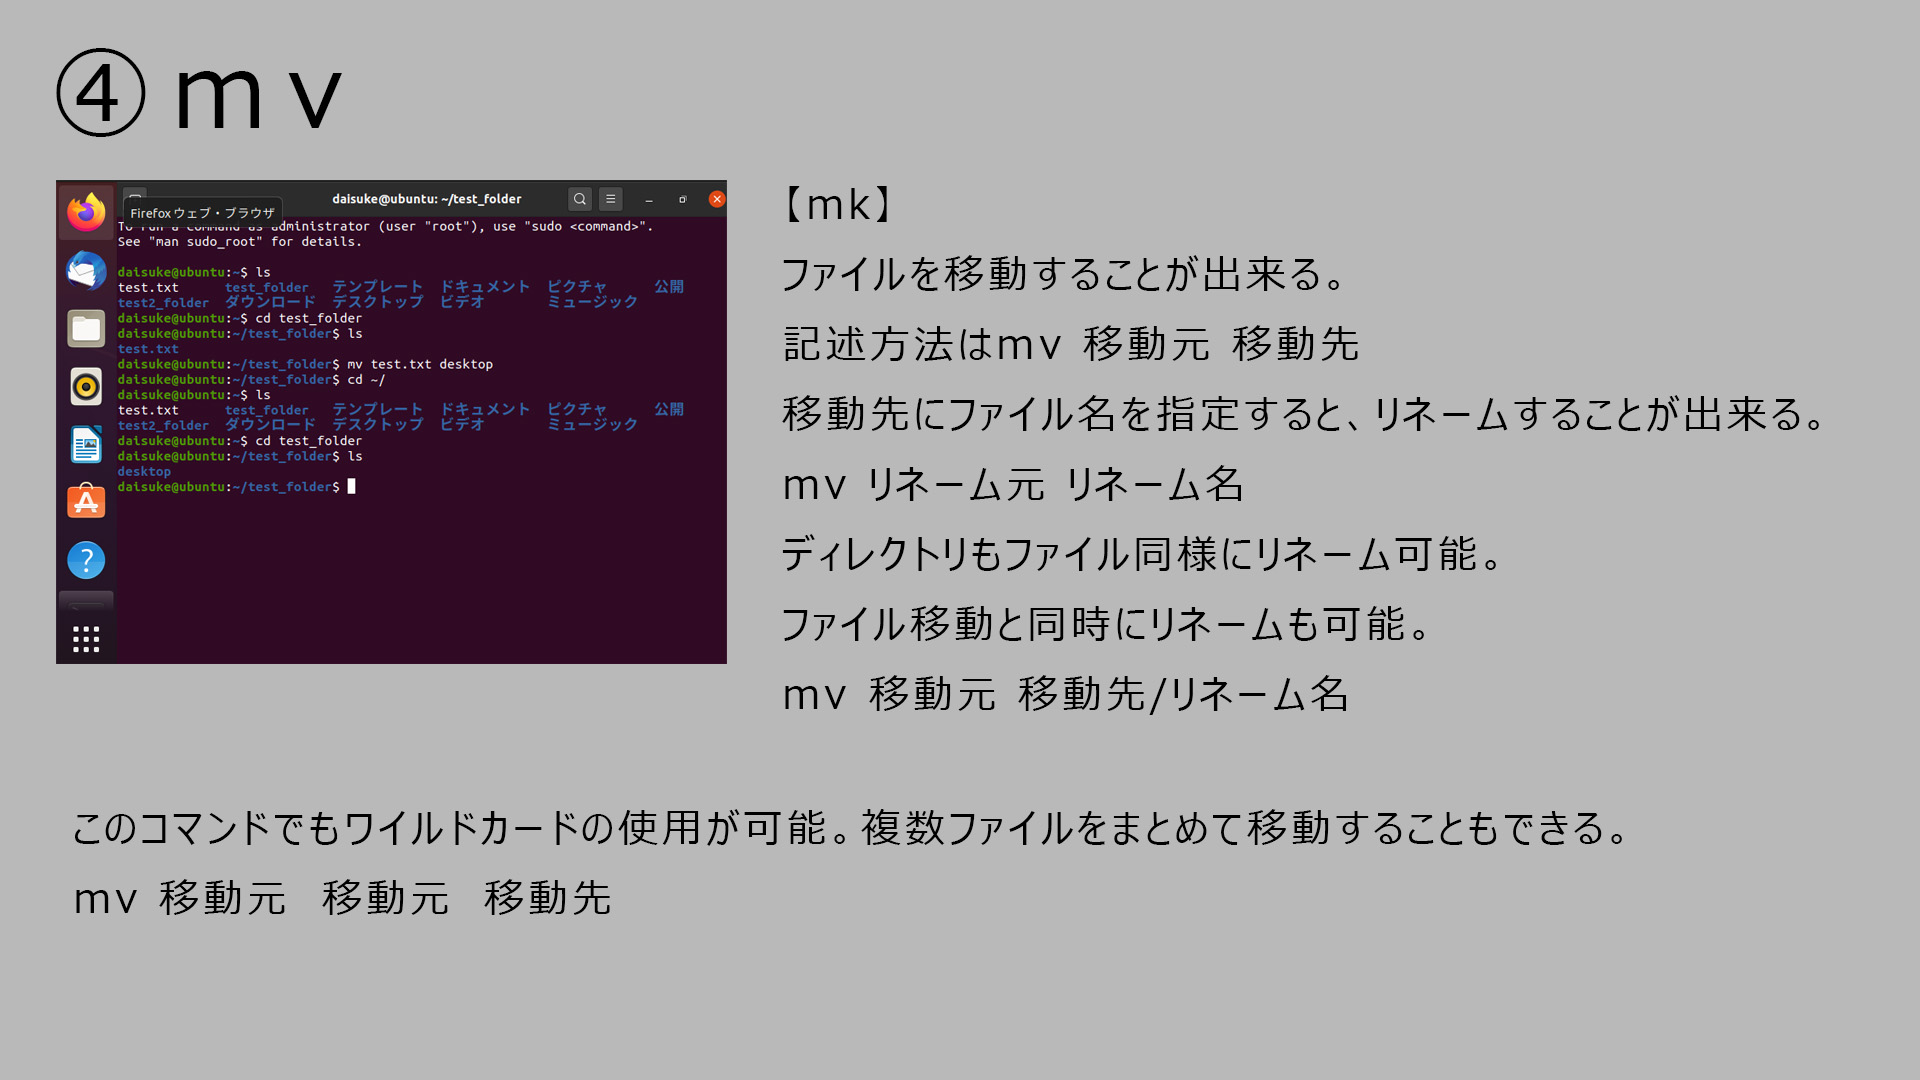 ④ｍｖ
daisuke@ubuntu: ~/test_folder
Firefox ウェブ・ブラウザ
To run a command as administrator (user "root"), use "sudo <command>".
See "man sudo_root" for details.
daisuke@ubuntu:~$ ls
test.txt test_folder テンプレート ドキュメント ピクチャ 公開
test2_folder ダウンロード デスクトップ ビデオ ミュージック
daisuke@ubuntu:~$ cd test_folder
daisuke@ubuntu:~/test_folder$ ls
test.txt
daisuke@ubuntu:~/test_folder$ mv test.txt desktop
daisuke@ubuntu:~/test_folder$ cd ~/
daisuke@ubuntu:~$ ls
test.txt test_folder テンプレート ドキュメント ピクチャ 公開
test2_folder ダウンロード デスクトップ ビデオ ミュージック
daisuke@ubuntu:~$ cd test_folder
daisuke@ubuntu:~/test_folder$ ls
desktop
daisuke@ubuntu:~/test_folder$
【mk】
ファイルを移動することが出来る。
記述方法はmv 移動元 移動先
移動先にファイル名を指定すると、リネームすることが出来る。
mv リネーム元 リネーム名
ディレクトリもファイル同様にリネーム可能。
ファイル移動と同時にリネームも可能。
mv 移動元 移動先/リネーム名
このコマンドでもワイルドカードの使用が可能。複数ファイルをまとめて移動することもできる。
mv 移動元　移動元　移動先